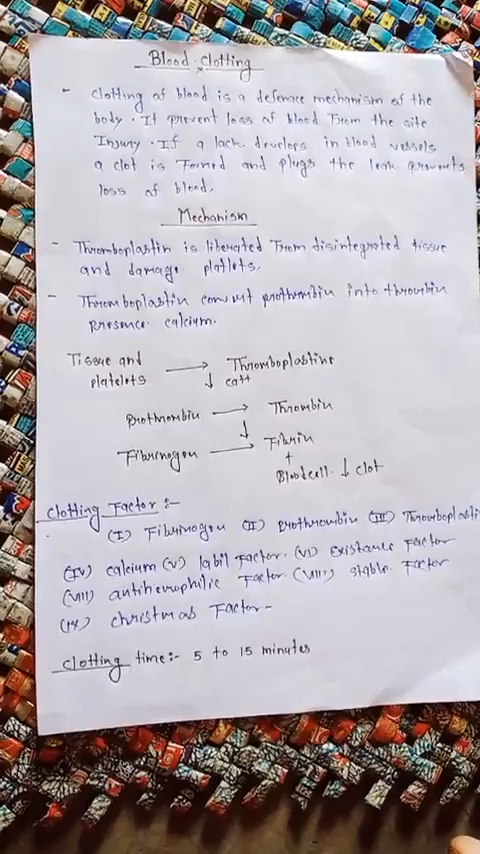 Blood clotting
- clotting of blood is a defence mechanism of the
body. It prevent loss of blood from the site
Injury. If a leak develops in blood vessels
a clot is formed and plugs the leak prevents
loss of blood.
Mechanism
- Thromboplastin is liberated from disintegrated tissue
and damage platlets.
- Thromboplastin convert prothrombin into thrombin
presence calcium.
Tissue and platelets → Thromboplastine
↓ ca++
prothrombin → Thrombin
↓
Fibrinogen → Fibrin
+
Blood cell ↓ clot
Clotting Factor :-
(I) Fibrinogen (II) prothrombin (III) Thromboplasti
(IV) calcium (V) labil Factor. (VI) existance Factor
(VII) antihemophilic Factor. (VIII) stable Factor
(IX) christmas Factor -
Clotting time:- 5 to 15 minutes